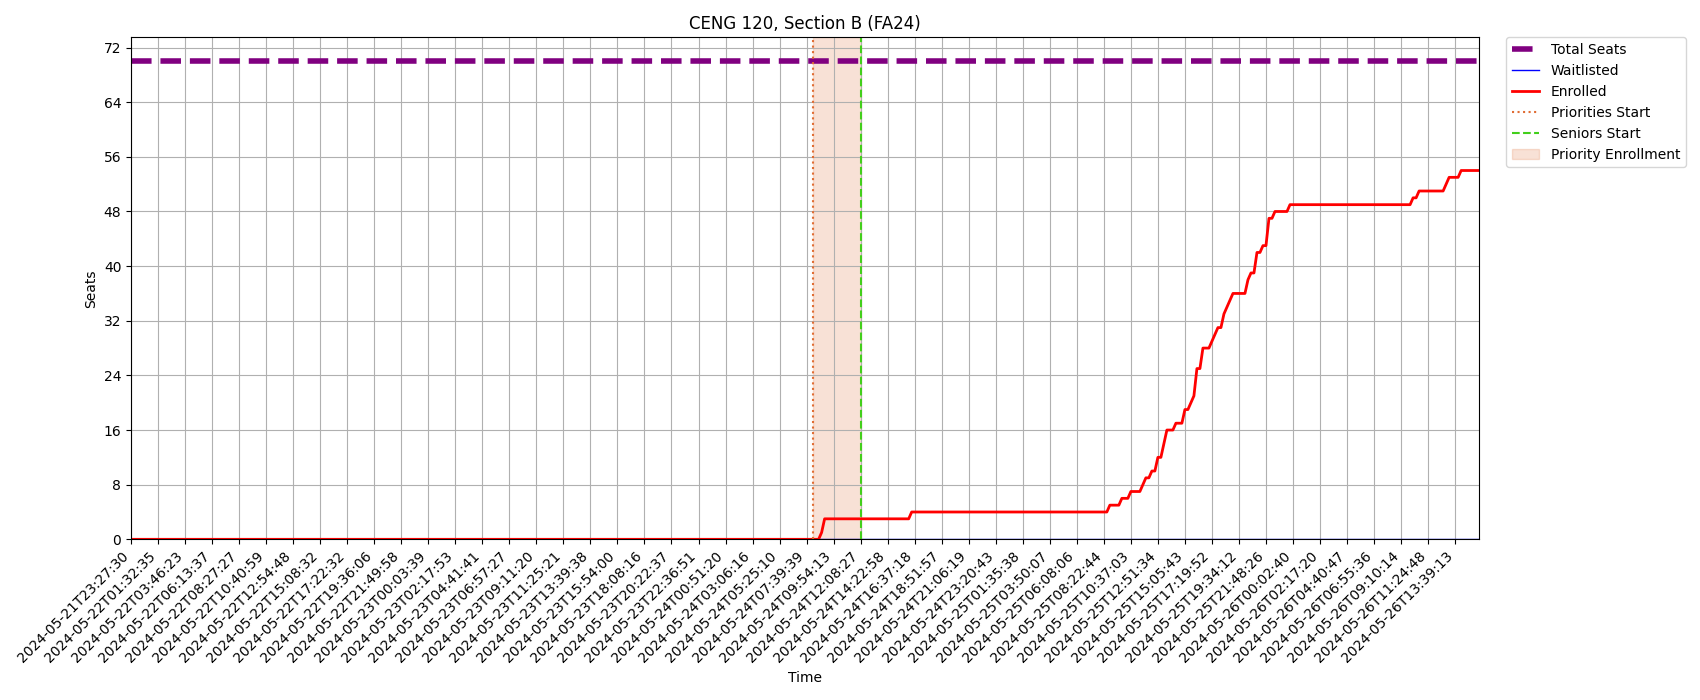 CENG 120, Section B (FA24)
Total Seats
Waitlisted
Enrolled
Priorities Start
Seniors Start
Priority Enrollment
72
64
56
48
40
32
24
16
8
0
Seats
2024-05-21T23:27:30
2024-05-22T01:32:35
2024-05-22T03:46:23
2024-05-22T06:13:37
2024-05-22T08:27:27
2024-05-22T10:40:59
2024-05-22T12:54:48
2024-05-22T15:08:32
2024-05-22T17:22:32
2024-05-22T19:36:06
2024-05-22T21:49:58
2024-05-23T00:03:39
2024-05-23T02:17:53
2024-05-23T04:41:41
2024-05-23T06:57:27
2024-05-23T09:11:20
2024-05-23T11:25:21
2024-05-23T13:39:38
2024-05-23T15:54:00
2024-05-23T18:08:16
2024-05-23T20:22:37
2024-05-23T22:36:51
2024-05-24T00:51:20
2024-05-24T03:06:16
2024-05-24T05:25:10
2024-05-24T07:39:39
2024-05-24T09:54:13
2024-05-24T12:08:27
2024-05-24T14:22:58
2024-05-24T16:37:18
2024-05-24T18:51:57
2024-05-24T21:06:19
2024-05-24T23:20:43
2024-05-25T01:35:38
2024-05-25T03:50:07
2024-05-25T06:08:06
2024-05-25T08:22:44
2024-05-25T10:37:03
2024-05-25T12:51:34
2024-05-25T15:05:43
2024-05-25T17:19:52
2024-05-25T19:34:12
2024-05-25T21:48:26
2024-05-26T00:02:40
2024-05-26T02:17:20
2024-05-26T04:40:47
2024-05-26T06:55:36
2024-05-26T09:10:14
2024-05-26T11:24:48
2024-05-26T13:39:13
Time